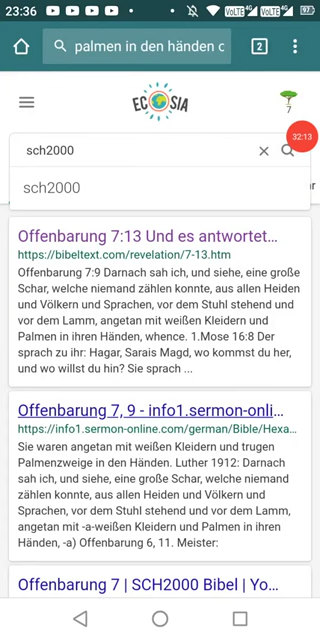 23:36
VoLTE 4G VoLTE 4G 97
palmen in den händen o
2
ECOSIA
7
32:13
sch2000
ar
sch2000
Offenbarung 7:13 Und es antwortet...
https://bibeltext.com/revelation/7-13.htm
Offenbarung 7:9 Darnach sah ich, und siehe, eine große
Schar, welche niemand zählen konnte, aus allen Heiden
und Völkern und Sprachen, vor dem Stuhl stehend und
vor dem Lamm, angetan mit weißen Kleidern und
Palmen in ihren Händen, whence. 1.Mose 16:8 Der
sprach zu ihr: Hagar, Sarais Magd, wo kommst du her,
und wo willst du hin? Sie sprach ...
Offenbarung 7, 9 - info1.sermon-onli...
https://info1.sermon-online.com/german/Bible/Hexa...
Sie waren angetan mit weißen Kleidern und trugen
Palmenzweige in den Händen. Luther 1912: Darnach
sah ich, und siehe, eine große Schar, welche niemand
zählen konnte, aus allen Heiden und Völkern und
Sprachen, vor dem Stuhl stehend und vor dem Lamm,
angetan mit -a-weißen Kleidern und Palmen in ihren
Händen, -a) Offenbarung 6, 11. Meister:
Offenbarung 7 | SCH2000 Bibel | Yo...